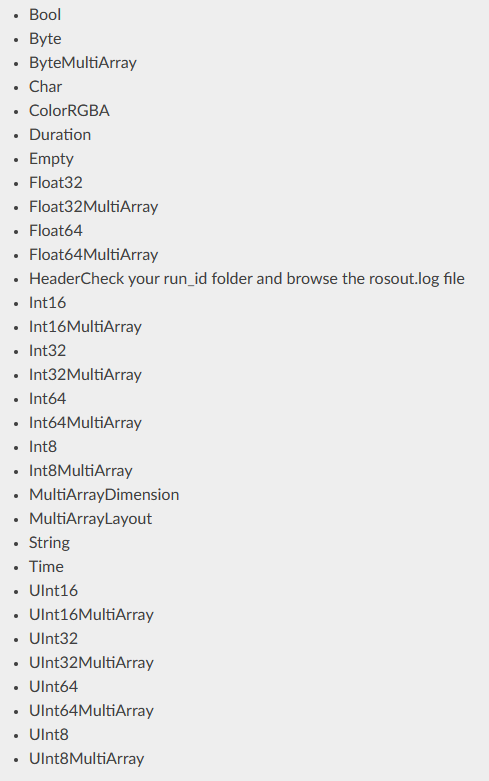 Bool
Byte
ByteMultiArray
Char
ColorRGBA
Duration
Empty
Float32
Float32MultiArray
Float64
Float64MultiArray
HeaderCheck your run_id folder and browse the rosout.log file
Int16
Int16MultiArray
Int32
Int32MultiArray
Int64
Int64MultiArray
Int8
Int8MultiArray
MultiArrayDimension
MultiArrayLayout
String
Time
UInt16
UInt16MultiArray
UInt32
UInt32MultiArray
UInt64
UInt64MultiArray
UInt8
UInt8MultiArray